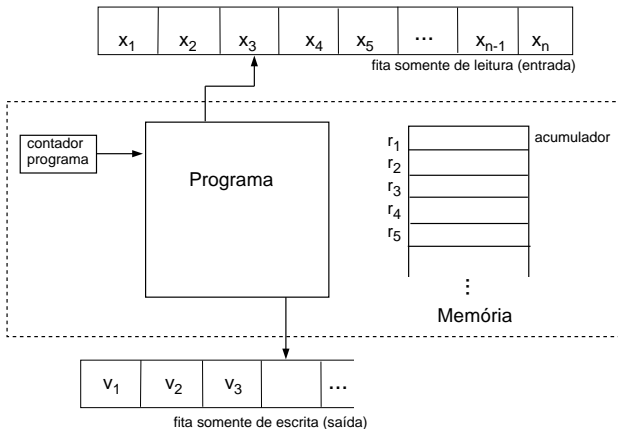 x1 x2 x3 x4 x5 ... xn-1 xn
fita somente de leitura (entrada)
contador
programa
Programa
r1
acumulador
r2
r3
r4
r5
...
Memória
v1 v2 v3 ...
fita somente de escrita (saída)